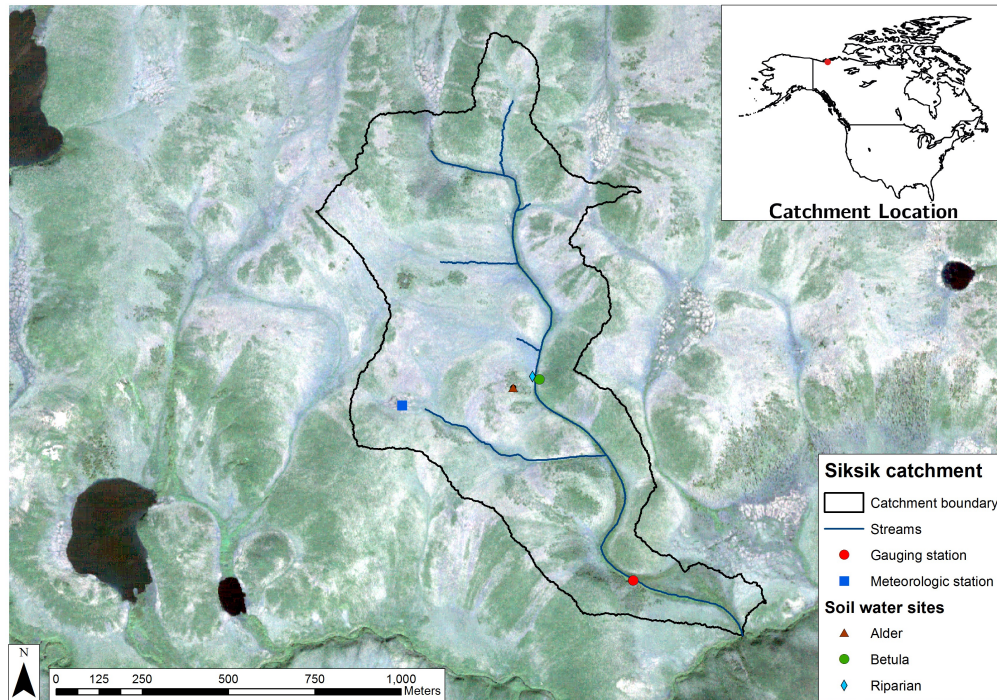 Catchment Location
Siksik catchment
Catchment boundary
Streams
Gauging station
Meteorologic station
Soil water sites
Alder
Betula
Riparian
N
0 125 250 500 750 1,000 Meters